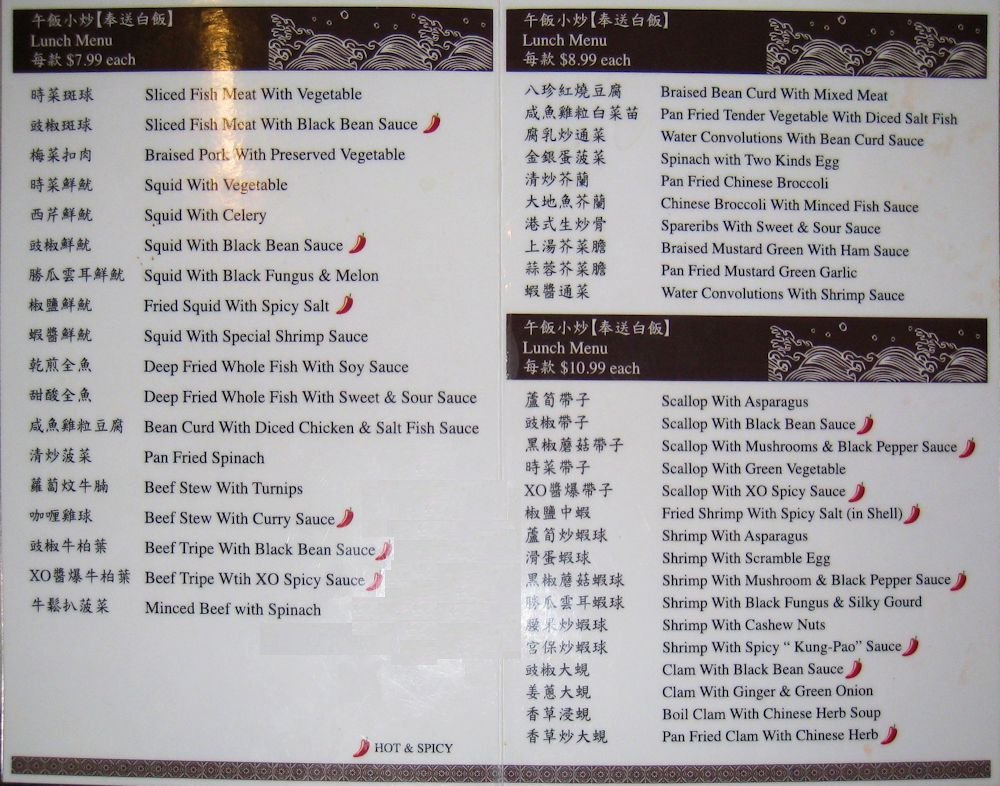 午飯小炒【奉送白飯】
Lunch Menu
每款 $7.99 each
時菜斑球 Sliced Fish Meat With Vegetable
豉椒斑球 Sliced Fish Meat With Black Bean Sauce
梅菜扣肉 Braised Pork With Preserved Vegetable
時菜鮮魷 Squid With Vegetable
西芹鮮魷 Squid With Celery
豉椒鮮魷 Squid With Black Bean Sauce
勝瓜雲耳鮮魷 Squid With Black Fungus & Melon
椒鹽鮮魷 Fried Squid With Spicy Salt
蝦醬鮮魷 Squid With Special Shrimp Sauce
乾煎全魚 Deep Fried Whole Fish With Soy Sauce
甜酸全魚 Deep Fried Whole Fish With Sweet & Sour Sauce
咸魚雞粒豆腐 Bean Curd With Diced Chicken & Salt Fish Sauce
清炒菠菜 Pan Fried Spinach
蘿蔔炆牛腩 Beef Stew With Turnips
咖喱雞球 Beef Stew With Curry Sauce
豉椒牛柏葉 Beef Tripe With Black Bean Sauce
XO醬爆牛柏葉 Beef Tripe Wtih XO Spicy Sauce
牛鬆扒菠菜 Minced Beef with Spinach
HOT & SPICY
午飯小炒【奉送白飯】
Lunch Menu
每款 $8.99 each
八珍紅燒豆腐 Braised Bean Curd With Mixed Meat
咸魚雞粒白菜苗 Pan Fried Tender Vegetable With Diced Salt Fish
腐乳炒通菜 Water Convolutions With Bean Curd Sauce
金銀蛋菠菜 Spinach with Two Kinds Egg
清炒芥蘭 Pan Fried Chinese Broccoli
大地魚芥蘭 Chinese Broccoli With Minced Fish Sauce
港式生炒骨 Spareribs With Sweet & Sour Sauce
上湯芥菜膽 Braised Mustard Green With Ham Sauce
蒜蓉芥菜膽 Pan Fried Mustard Green Garlic
蝦醬通菜 Water Convolutions With Shrimp Sauce
午飯小炒【奉送白飯】
Lunch Menu
每款 $10.99 each
蘆筍帶子 Scallop With Asparagus
豉椒帶子 Scallop With Black Bean Sauce
黑椒蘑菇帶子 Scallop With Mushrooms & Black Pepper Sauce
時菜帶子 Scallop With Green Vegetable
XO醬爆帶子 Scallop With XO Spicy Sauce
椒鹽中蝦 Fried Shrimp With Spicy Salt (in Shell)
蘆筍炒蝦球 Shrimp With Asparagus
滑蛋蝦球 Shrimp With Scramble Egg
黑椒蘑菇蝦球 Shrimp With Mushroom & Black Pepper Sauce
勝瓜雲耳蝦球 Shrimp With Black Fungus & Silky Gourd
腰果炒蝦球 Shrimp With Cashew Nuts
宮保炒蝦球 Shrimp With Spicy “ Kung-Pao” Sauce
豉椒大蜆 Clam With Black Bean Sauce
姜蔥大蜆 Clam With Ginger & Green Onion
香草浸蜆 Boil Clam With Chinese Herb Soup
香草炒大蜆 Pan Fried Clam With Chinese Herb